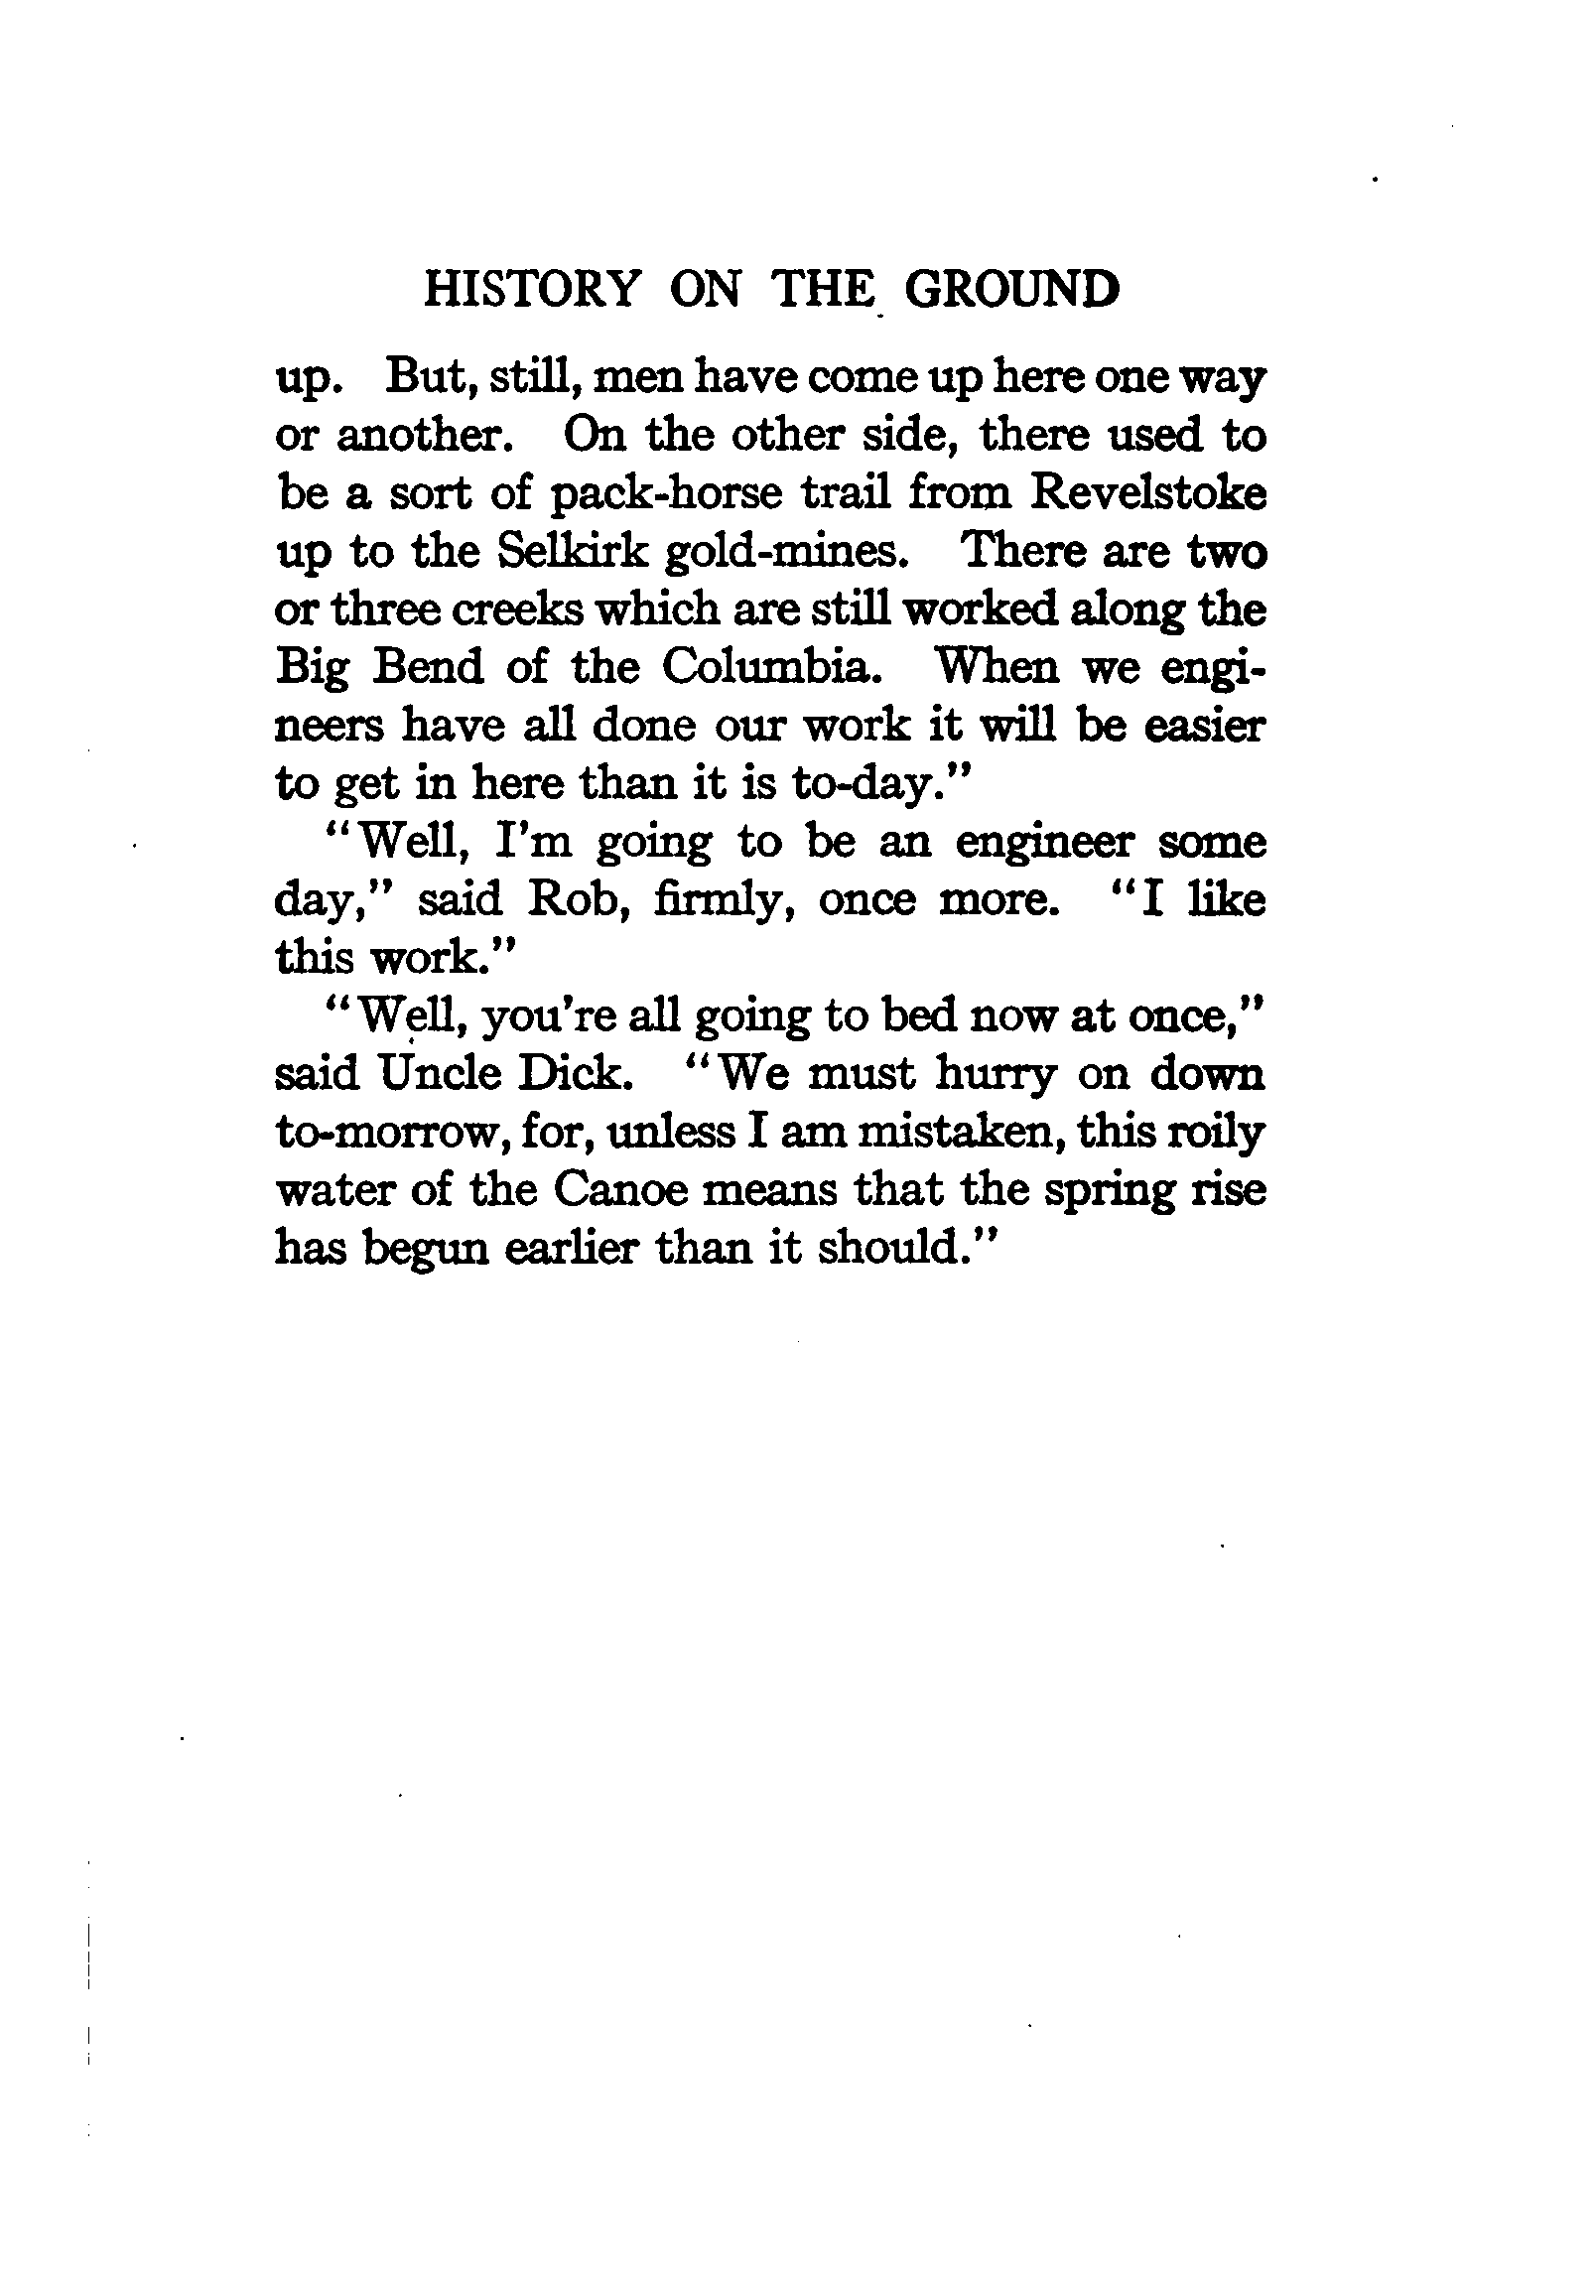 HISTORY ON THE GROUND
up. But, still, men have come up here one way
or another. On the other side, there used to
be a sort of pack-horse trail from Revelstoke
up to the Selkirk gold-mines. There are two
or three creeks which are still worked along the
Big Bend of the Columbia. When we engi-
neers have all done our work it will be easier
to get in here than it is to-day."
"Well, I'm going to be an engineer some
day," said Rob, firmly, once more. "I like
this work."
"Well, you're all going to bed now at once,"
said Uncle Dick. "We must hurry on down
to-morrow, for, unless I am mistaken, this roily
water of the Canoe means that the spring rise
has begun earlier than it should."